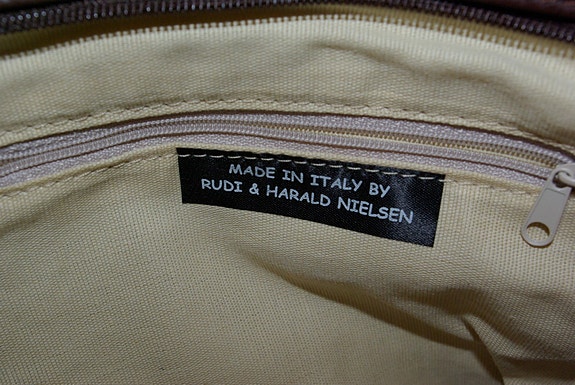 MADE IN ITALY BY
RUDI & HARALD NIELSEN